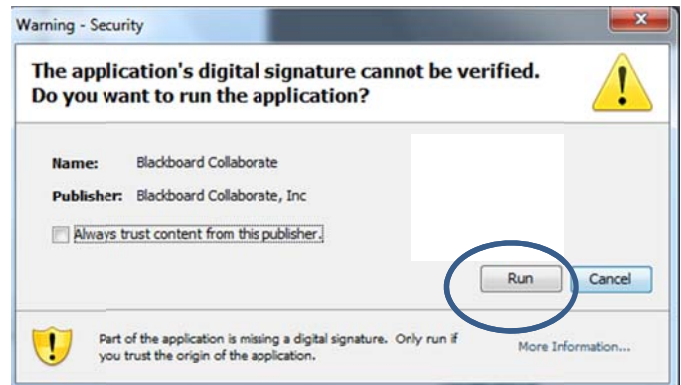 Warning - Security
The application's digital signature cannot be verified.
Do you want to run the application?
Name: Blackboard Collaborate
Publisher: Blackboard Collaborate, Inc
Always trust content from this publisher.
Run Cancel
Part of the application is missing a digital signature. Only run if
you trust the origin of the application.
More Information...